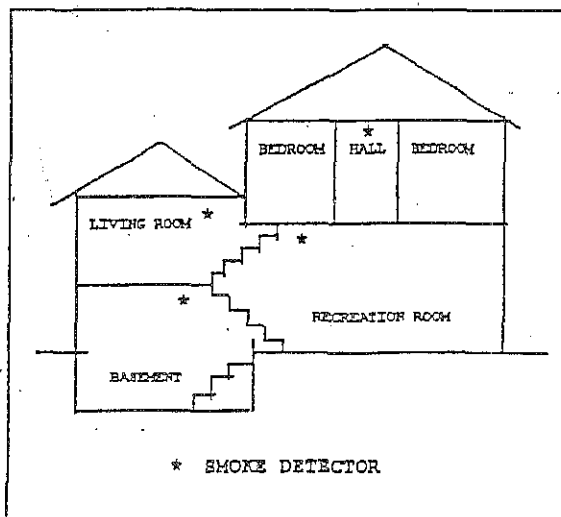 BEDROOM HALL BEDROOM
LIVING ROOM
RECREATION ROOM
BASEMENT
* SMOKE DETECTOR